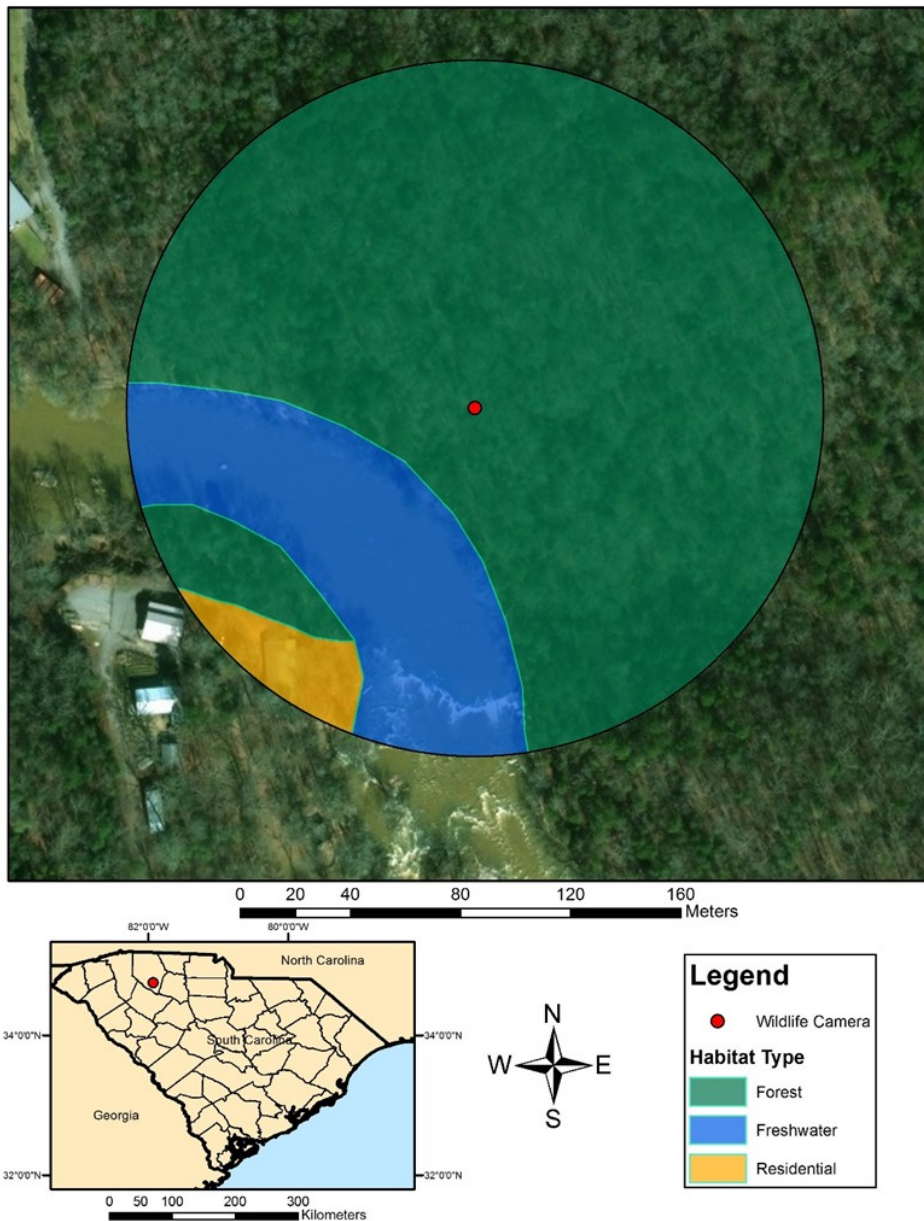 0 20 40 80 120 160
Meters
82°0'0"W 80°0'0"W
North Carolina
34°0'0"N South Carolina 34°0'0"N
Georgia
32°0'0"N 32°0'0"N
0 50 100 200 300
Kilometers
N
W E
S
Legend
Wildlife Camera
Habitat Type
Forest
Freshwater
Residential